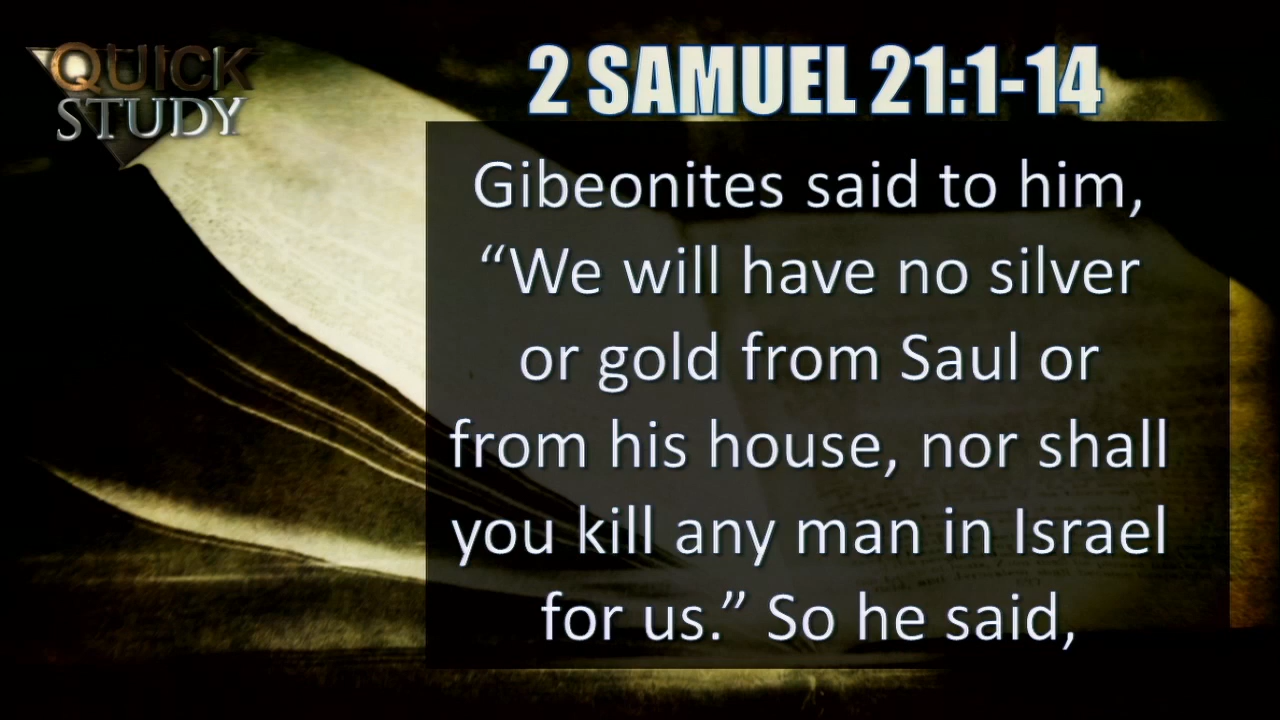 QUICK
STUDY
2 SAMUEL 21:1-14
Gibeonites said to him,
“We will have no silver
or gold from Saul or
from his house, nor shall
you kill any man in Israel
for us.” So he said,